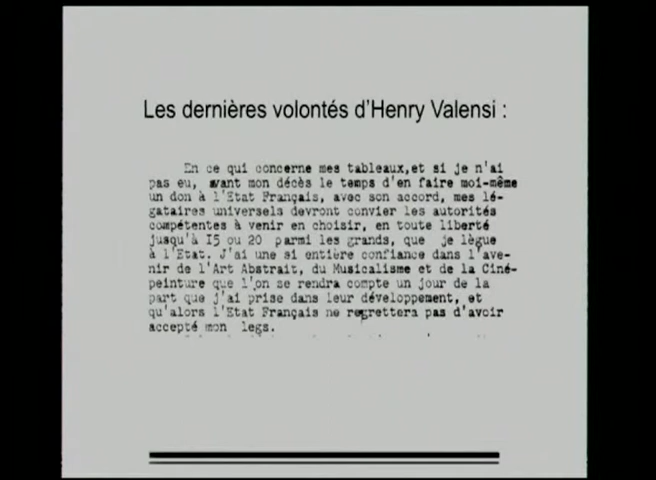 Les dernières volontés d'Henry Valensi :
En ce qui concerne mes tableaux,et si je n'ai
pas eu, avant mon décès le temps d'en faire moi-même
un don à l'Etat Français, avec son accord, mes lé-
gataires universels devront convier les autorités
compétentes à venir en choisir, en toute liberté
jusqu'à I5 ou 20 parmi les grands, que je lègue
à l'Etat. J'ai une si entière confiance dans l'ave-
nir de l'Art Abstrait, du Musicalisme et de la Ciné-
peinture que l'on se rendra compte un jour de la
part que j'ai prise dans leur développement, et
qu'alors l'Etat Français ne regrettera pas d'avoir
accepté mon legs.